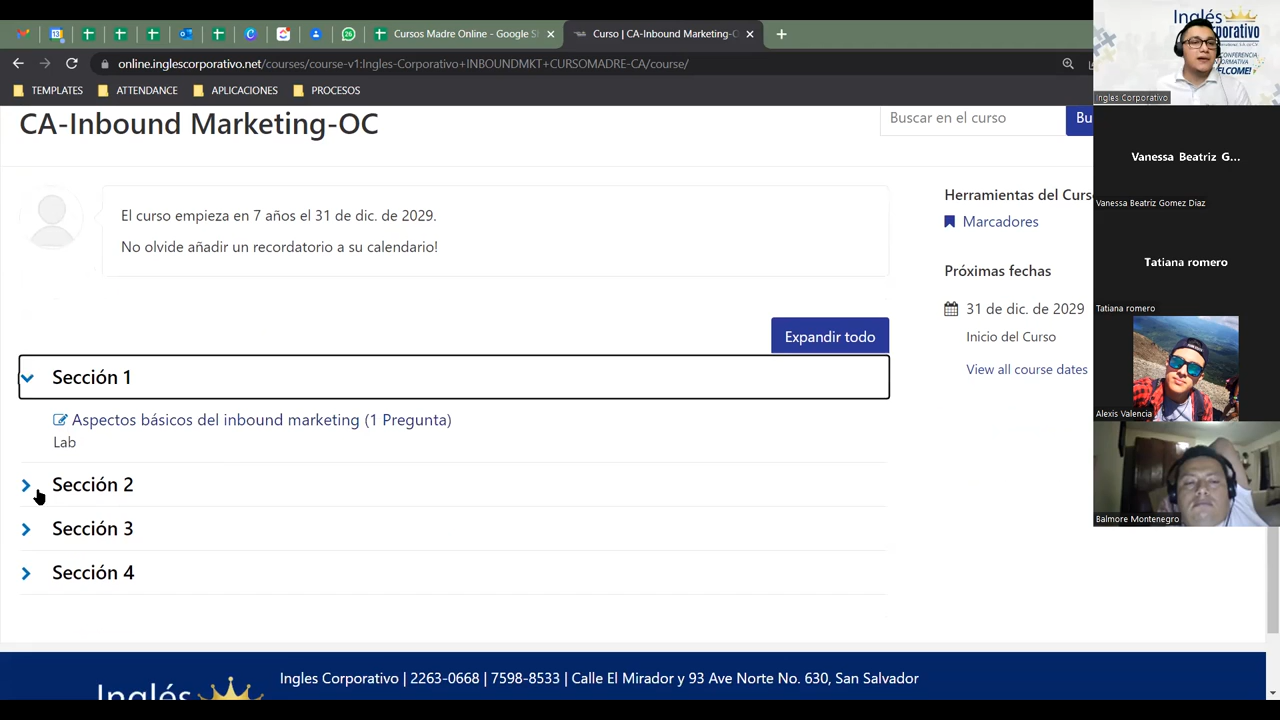 Cursos Madre Online - Google S
Curso | CA-Inbound Marketing-O
online.inglescorporativo.net/courses/course-v1:Ingles-Corporativo+INBOUNDMKT+CURSOMADRE-CA/course/
TEMPLATES
ATTENDANCE
APLICACIONES
PROCESOS
CA-Inbound Marketing-OC
Buscar en el curso
Bu
El curso empieza en 7 años el 31 de dic. de 2029.
No olvide añadir un recordatorio a su calendario!
Herramientas del Curs
Marcadores
Próximas fechas
31 de dic. de 2029
Inicio del Curso
View all course dates
Expandir todo
Sección 1
Aspectos básicos del inbound marketing (1 Pregunta)
Lab
Sección 2
Sección 3
Sección 4
Inglés
Ingles Corporativo | 2263-0668 | 7598-8533 | Calle El Mirador y 93 Ave Norte No. 630, San Salvador
Inglés
Ingles Corporativo
Vanessa Beatriz G...
Vanessa Beatriz Gomez Diaz
Tatiana romero
Tatiana romero
Alexis Valencia
Balmore Montenegro